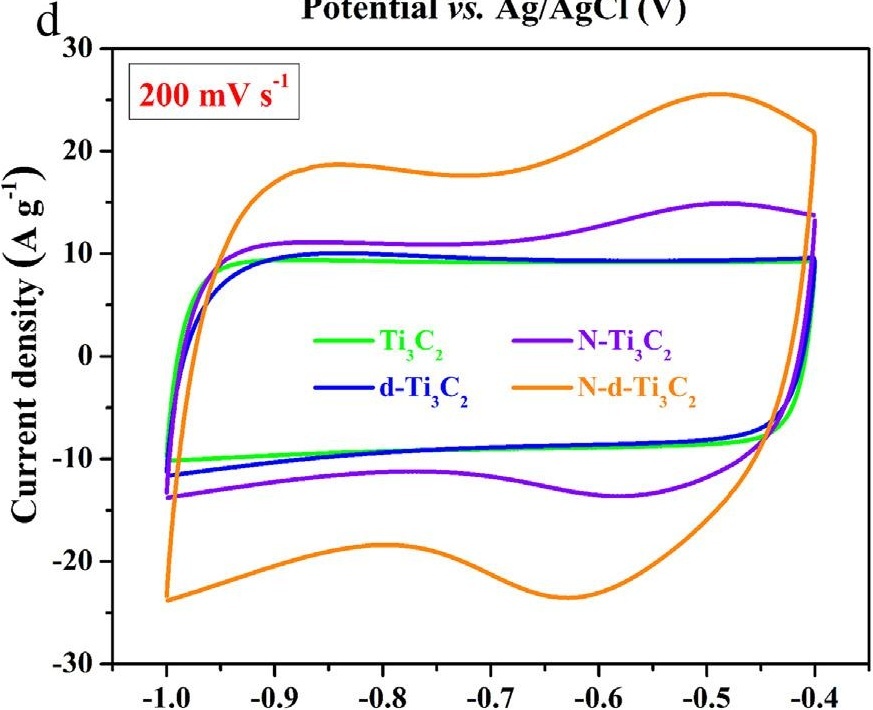 Potential vs. Ag/AgCl (V)
d
30
200 mV s⁻¹
20
10
0
-10
-20
-30
Current density (A g⁻¹)
Ti₃C₂
N-Ti₃C₂
d-Ti₃C₂
N-d-Ti₃C₂
-1.0 -0.9 -0.8 -0.7 -0.6 -0.5 -0.4